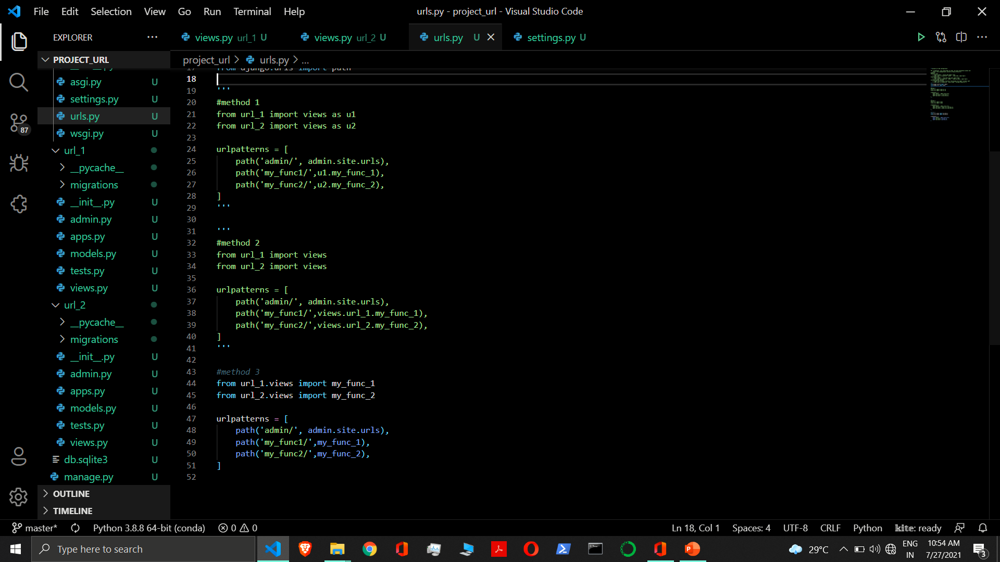 File Edit Selection View Go Run Terminal Help
urls.py - project_url - Visual Studio Code
EXPLORER
views.py url_1 U
views.py url_2 U
urls.py U
settings.py U
PROJECT_URL
project_url > urls.py > ...
asgi.py U
settings.py U
urls.py U
wsgi.py U
url_1
__pycache__
migrations
__init__.py U
admin.py U
apps.py U
models.py U
tests.py U
views.py U
url_2
__pycache__
migrations
__init__.py U
admin.py U
apps.py U
models.py U
tests.py U
views.py U
db.sqlite3 U
manage.py U
OUTLINE
TIMELINE
87
17 from django.urls import path
18
19 '''
20 #method 1
21 from url_1 import views as u1
22 from url_2 import views as u2
23
24 urlpatterns = [
25 path('admin/', admin.site.urls),
26 path('my_func1/',u1.my_func_1),
27 path('my_func2/',u2.my_func_2),
28 ]
29 '''
30
31 '''
32 #method 2
33 from url_1 import views
34 from url_2 import views
35
36 urlpatterns = [
37 path('admin/', admin.site.urls),
38 path('my_func1/',views.url_1.my_func_1),
39 path('my_func2/',views.url_2.my_func_2),
40 ]
41 '''
42
43 #method 3
44 from url_1.views import my_func_1
45 from url_2.views import my_func_2
46
47 urlpatterns = [
48 path('admin/', admin.site.urls),
49 path('my_func1/',my_func_1),
50 path('my_func2/',my_func_2),
51 ]
52
master* Python 3.8.8 64-bit (conda) 0 0
Ln 18, Col 1 Spaces: 4 UTF-8 CRLF Python kite: ready
Type here to search
29°C ENG IN 10:54 AM 7/27/2021 3